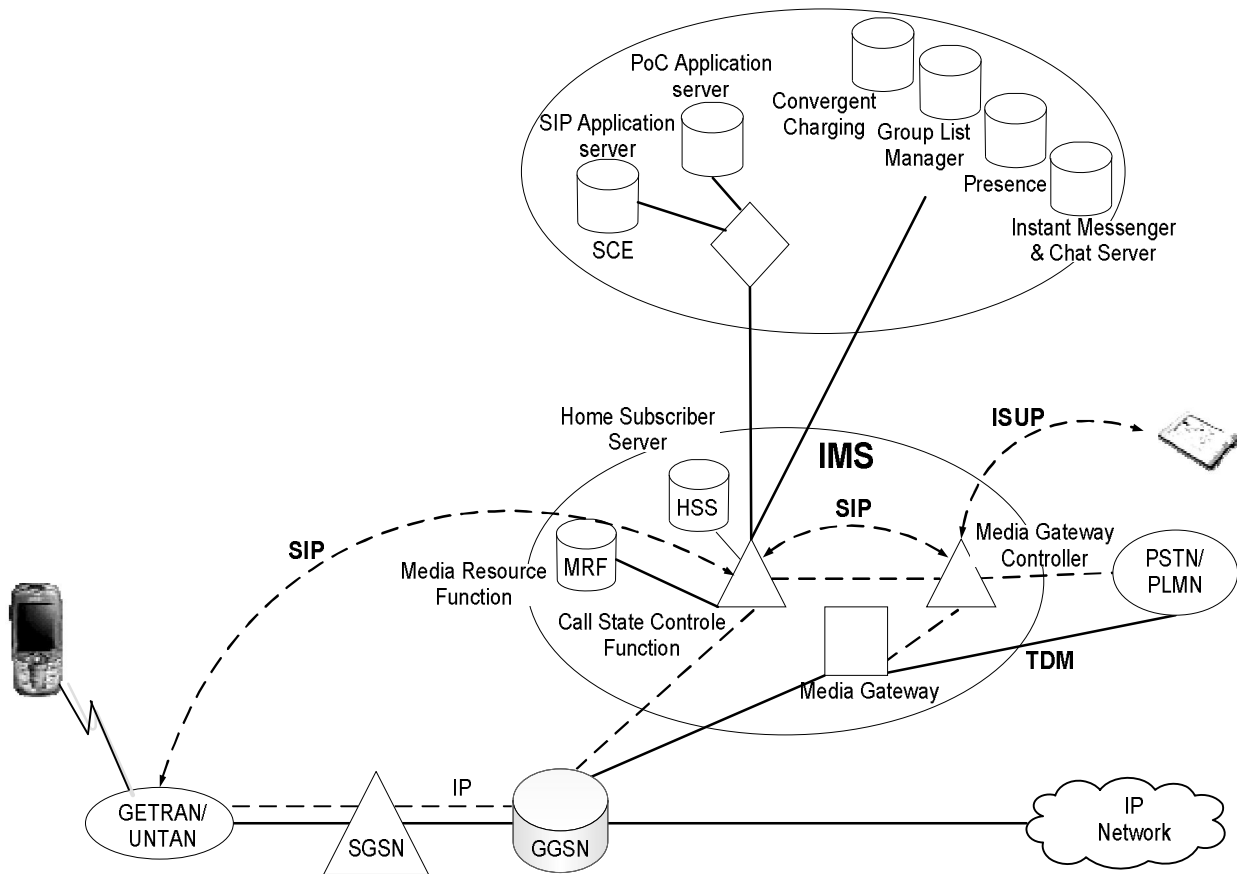 PoC Application
server
SIP Application
server
SCE
Convergent
Charging
Group List
Manager
Presence
Instant Messenger
& Chat Server
Home Subscriber
Server
IMS
ISUP
HSS
SIP
SIP
MRF
Media Resource
Function
Media Gateway
Controller
PSTN/
PLMN
Call State Controle
Function
TDM
Media Gateway
IP
GETRAN/
UNTAN
SGSN
GGSN
IP
Network